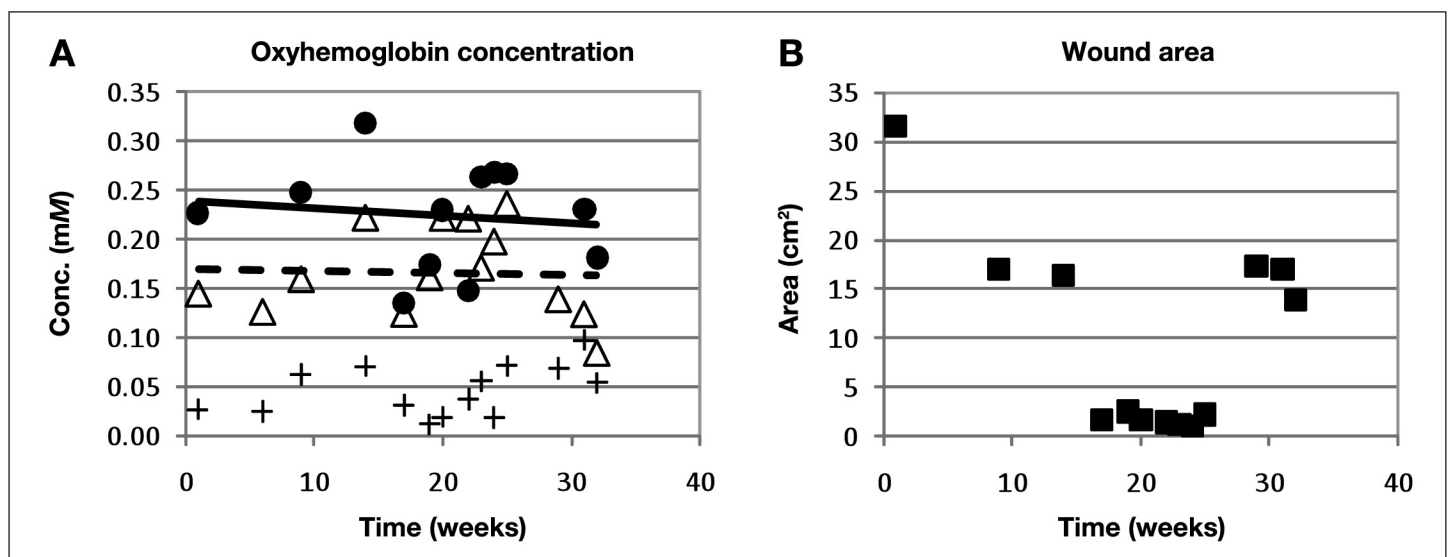 A
Oxyhemoglobin concentration
Conc. (mM)
0.35
0.30
0.25
0.20
0.15
0.10
0.05
0.00
0 10 20 30 40
Time (weeks)
B
Wound area
Area (cm²)
35
30
25
20
15
10
5
0
0 10 20 30 40
Time (weeks)